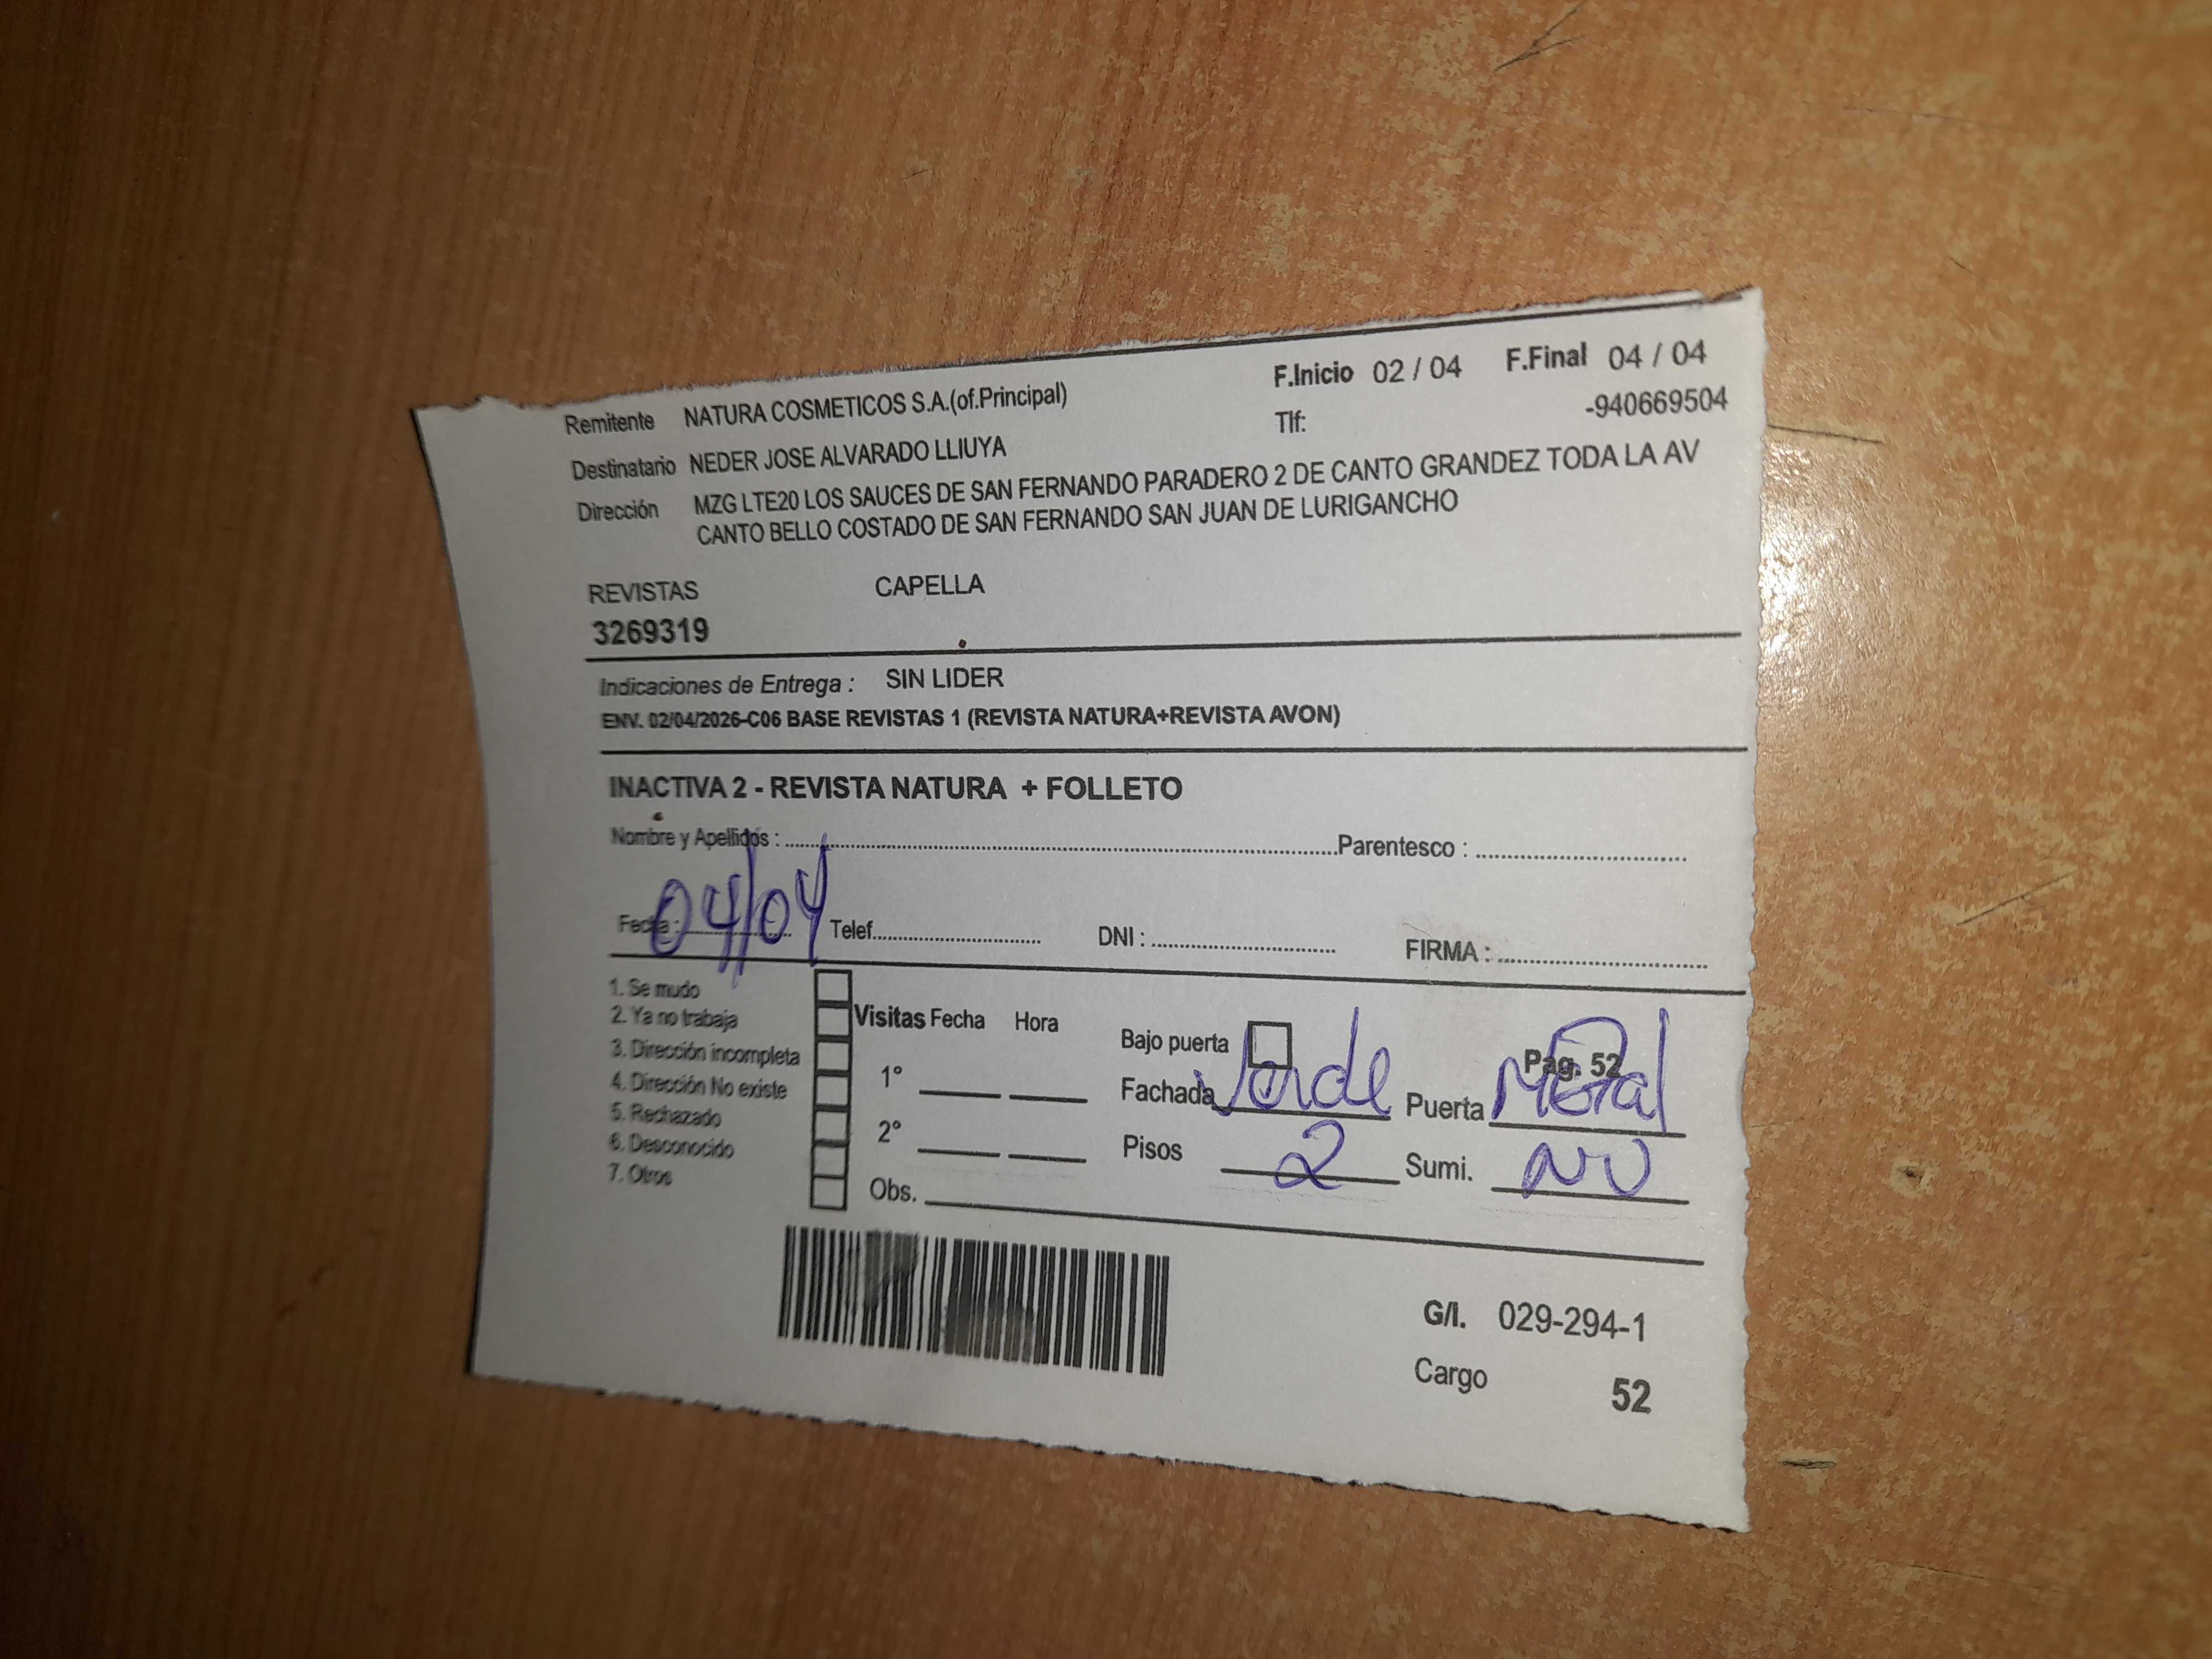 F.Inicio 02 / 04 F.Final 04 / 04
Remitente NATURA COSMETICOS S.A.(of.Principal) Tlf: -940669504
Destinatario NEDER JOSE ALVARADO LLIUYA
Dirección MZG LTE20 LOS SAUCES DE SAN FERNANDO PARADERO 2 DE CANTO GRANDEZ TODA LA AV
CANTO BELLO COSTADO DE SAN FERNANDO SAN JUAN DE LURIGANCHO
REVISTAS CAPELLA
3269319
Indicaciones de Entrega : SIN LIDER
ENV. 02/04/2026-C06 BASE REVISTAS 1 (REVISTA NATURA+REVISTA AVON)
INACTIVA 2 - REVISTA NATURA + FOLLETO
Nombre y Apellidos : Parentesco :
Fecha : 04/04 Telef. DNI : FIRMA :
1. Se mudo
2. Ya no trabaja
3. Dirección incompleta
4. Dirección No existe
5. Rechazado
6. Desconocido
7. Otros
Visitas Fecha Hora
1°
2°
Obs.
Bajo puerta Pag. 52
Fachada Verde Puerta Metal
Pisos 2 Sumi. NO
G/I. 029-294-1
Cargo 52